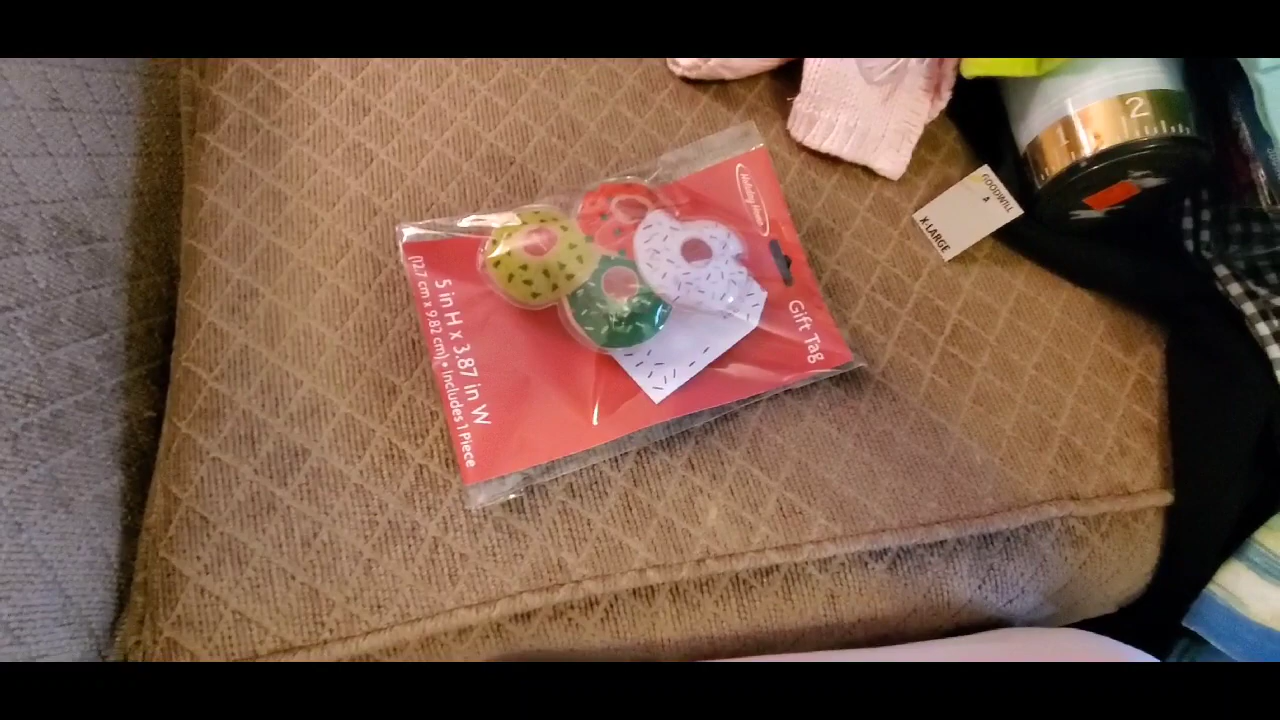 Holiday Home
Gift Tag
5 in H x 3.87 in W
(12.7 cm x 9.82 cm) • Includes 1 Piece
GOODWILL
X-LARGE
2